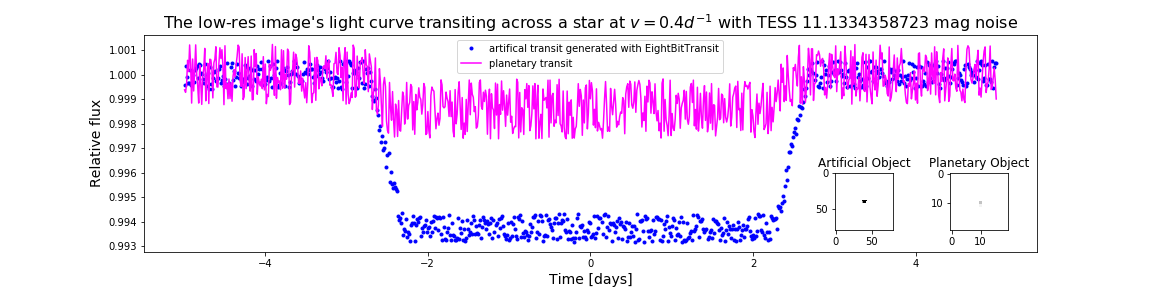 The low-res image's light curve transiting across a star at v = 0.4d⁻¹ with TESS 11.1334358723 mag noise
artifical transit generated with EightBitTransit
planetary transit
Relative flux
1.001
1.000
0.999
0.998
0.997
0.996
0.995
0.994
0.993
Artificial Object
0
50
0 50
Planetary Object
0
10
0 10
−4 −2 0 2 4
Time [days]